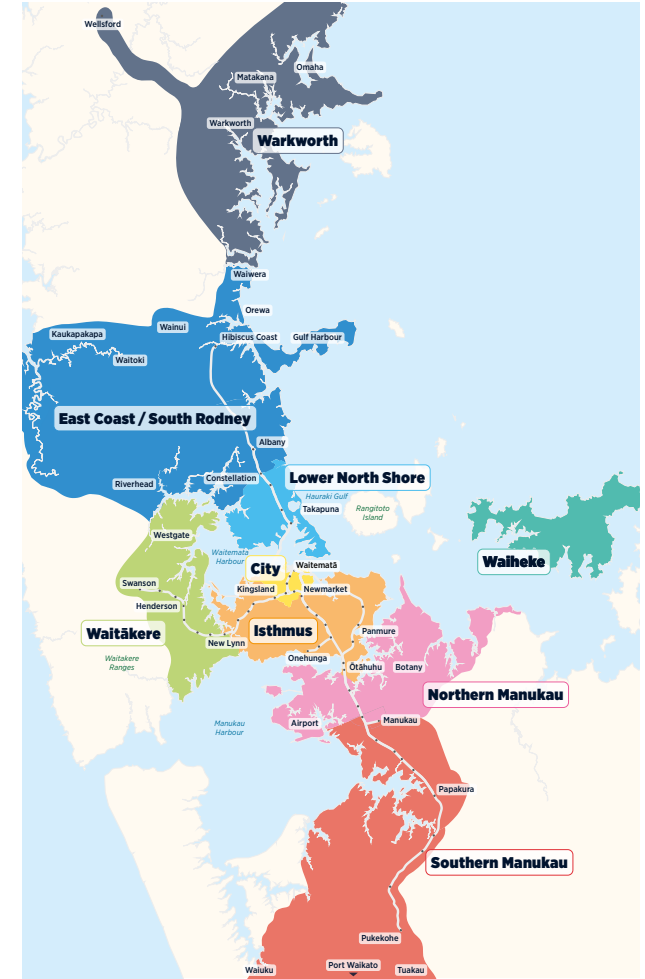 Wellsford
Omaha
Matakana
Warkworth
Warkworth
Waiwera
Orewa
Wainui
Kaukapakapa
Hibiscus Coast
Gulf Harbour
Waitoki
East Coast / South Rodney
Albany
Constellation
Lower North Shore
Riverhead
Hauraki Gulf
Takapuna
Rangitoto
Island
Westgate
Waitemata
Harbour
Waiheke
City
Waitematā
Swanson
Kingsland
Newmarket
Henderson
Waitākere
Isthmus
Panmure
New Lynn
Waitakere
Ranges
Onehunga
Ōtāhuhu
Botany
Northern Manukau
Airport
Manukau
Manukau
Harbour
Papakura
Southern Manukau
Pukekohe
Port Waikato
Waiuku
Tuakau